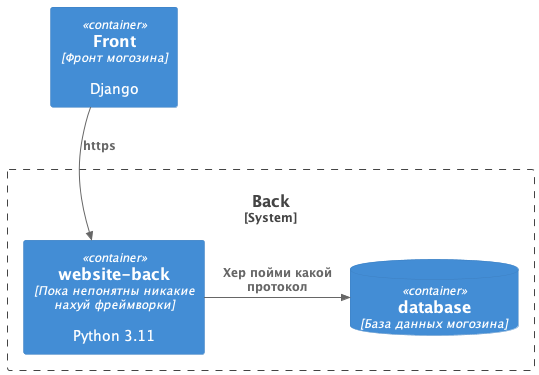 «container»
Front
[Фронт могозина]
Django
https
Back
[System]
«container»
website-back
[Пока непонятны никакие
нахуй фреймворки]
Python 3.11
Хер пойми какой
протокол
«container»
database
[База данных могозина]